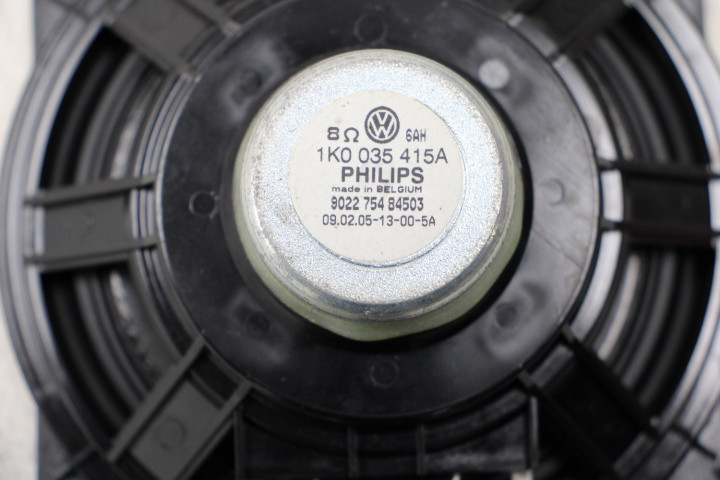 8Ω VW 6AH
1K0 035 415A
PHILIPS
made in BELGIUM
9022 754 84503
09.02.05-13-00-5A